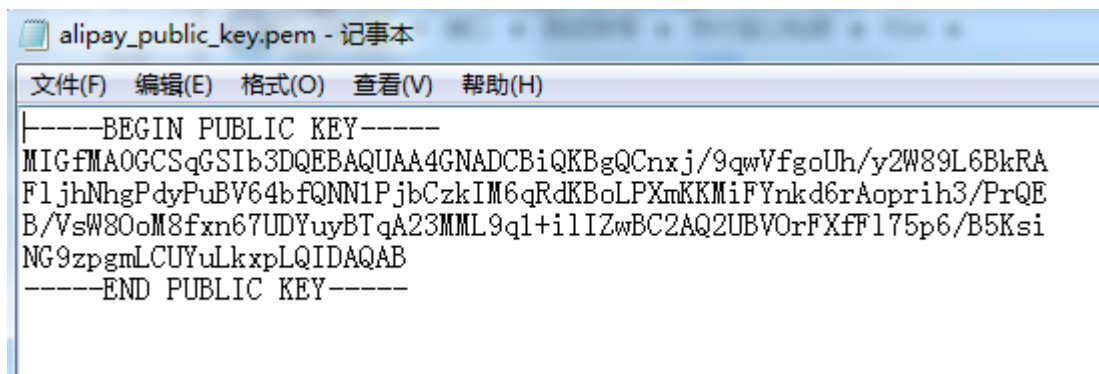 alipay_public_key.pem - 记事本
文件(F) 编辑(E) 格式(O) 查看(V) 帮助(H)
-----BEGIN PUBLIC KEY-----
MIGfMA0GCSqGSIb3DQEBAQUAA4GNADCBiQKBgQCnxj/9qwVfgoUh/y2W89L6BkRA
FljhNhgPdyPuBV64bfQNN1PjbCzkIM6qRdKBoLPXmKKMiFYnkd6rAoprih3/PrQE
B/VsW8OoM8fxn67UDYuyBTqA23MML9q1+ilIZwBC2AQ2UBVOrFXfFl75p6/B5Ksi
NG9zpgmLCUYuLkxpLQIDAQAB
-----END PUBLIC KEY-----